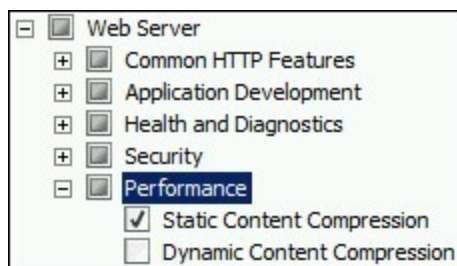 Web Server
Common HTTP Features
Application Development
Health and Diagnostics
Security
Performance
Static Content Compression
Dynamic Content Compression